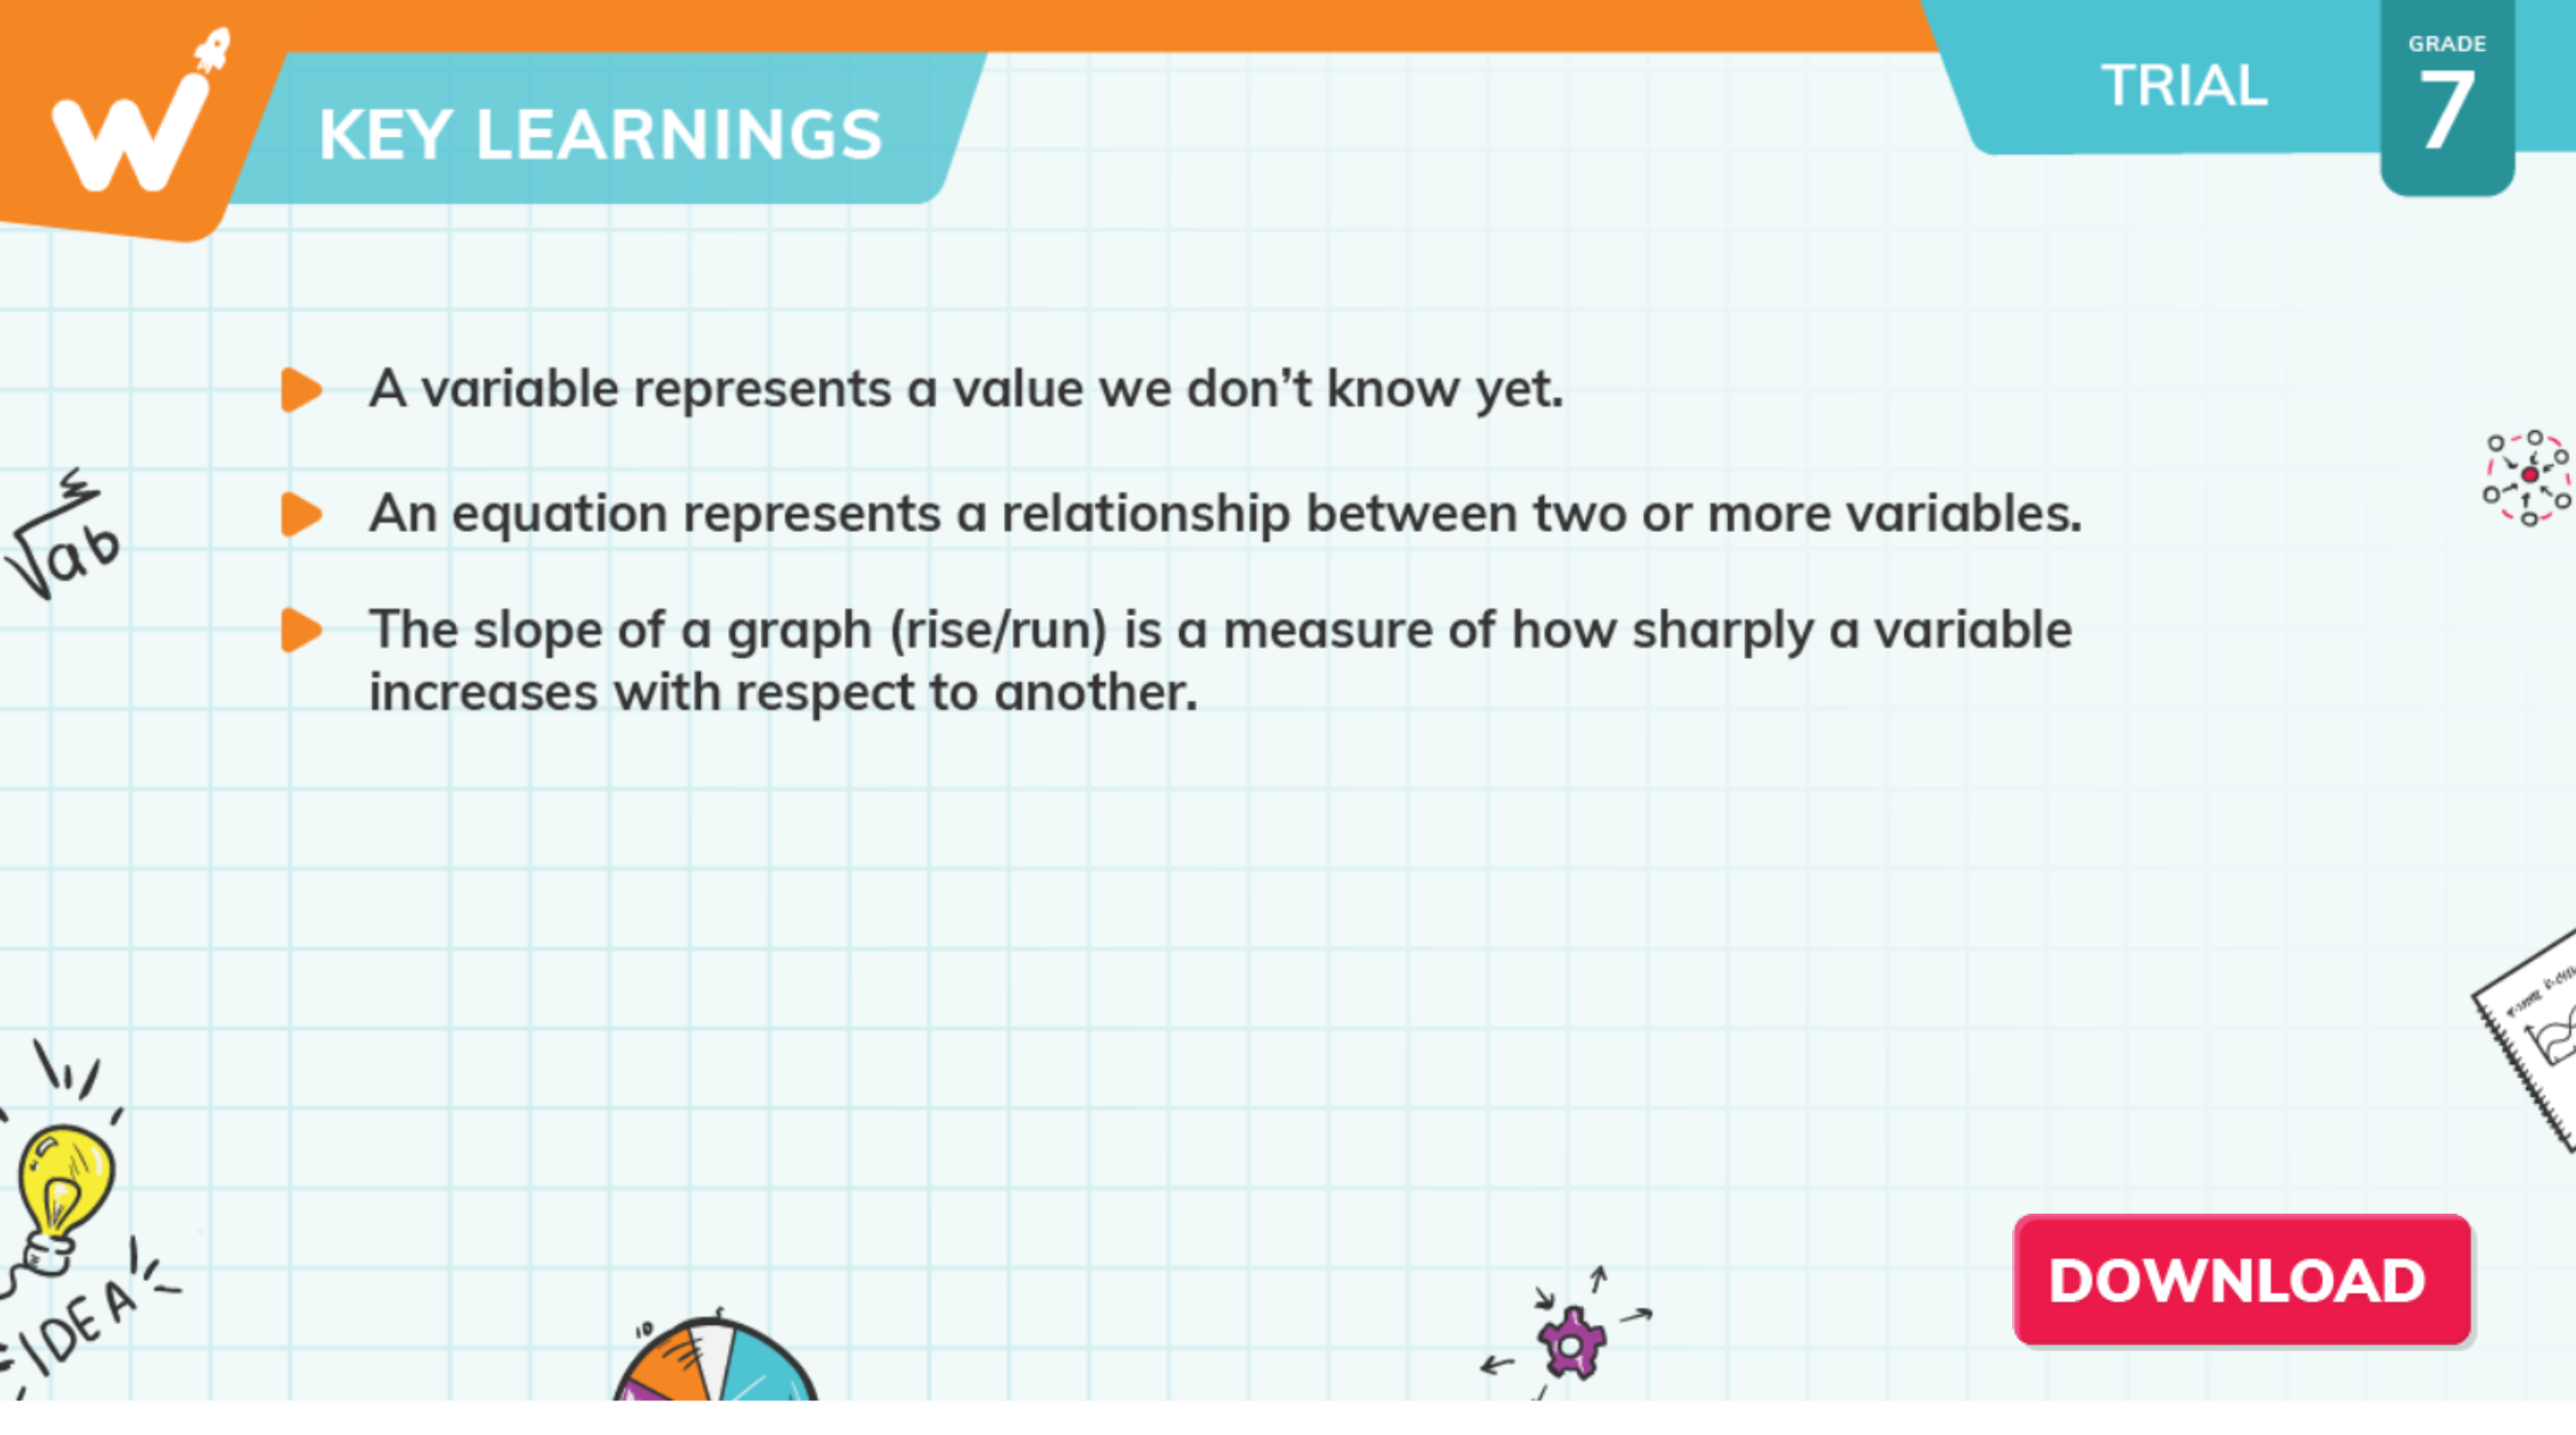 W
KEY LEARNINGS
TRIAL
GRADE
7
A variable represents a value we don’t know yet.
An equation represents a relationship between two or more variables.
The slope of a graph (rise/run) is a measure of how sharply a variable
increases with respect to another.
√ab
IDEA
10
DOWNLOAD